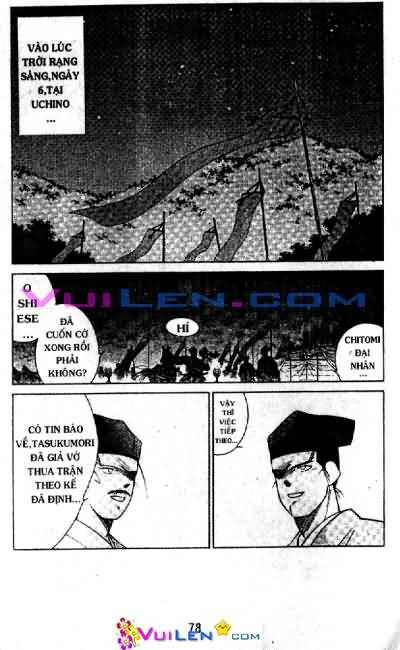 VÀO LÚC
TRỜI RẠNG
SÁNG,NGÀY
6,TẠI
UCHINO
...
O
SHI
ESE
...
ĐÃ
CUỐN CỜ
XONG RỒI
PHẢI
KHÔNG?
HÍ
CHITOMI
ĐẠI
NHÂN
VUILEN.COM
CÓ TIN BÁO
VỀ,TASUKUMORI
ĐÃ GIẢ VỜ
THUA TRẬN
THEO KẾ
ĐÃ ĐỊNH...
VẬY
THÌ
VIỆC
TIẾP
THEO...
78
VUILEN.COM